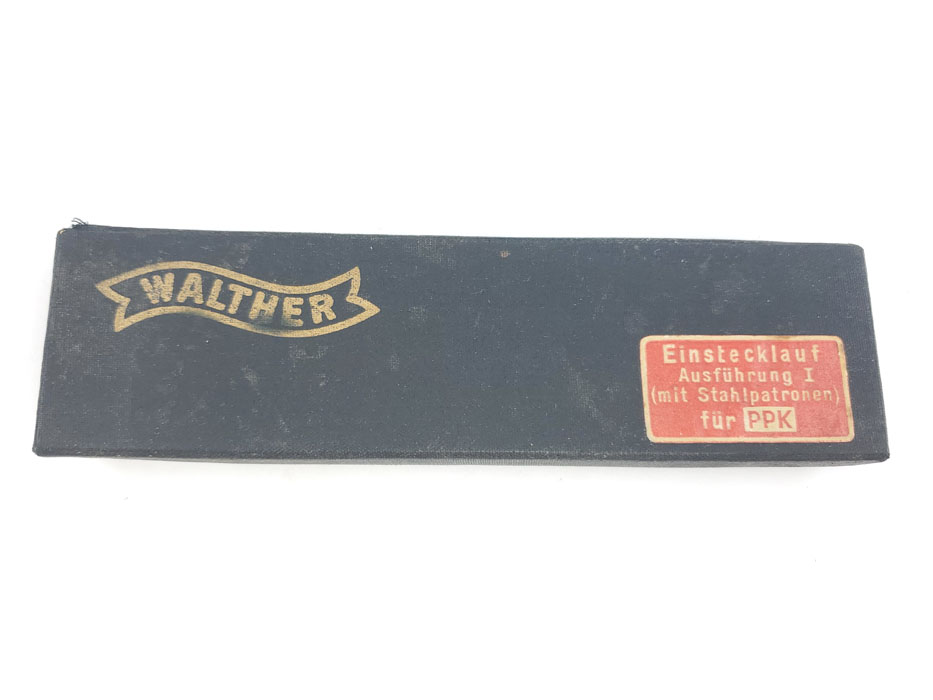 WALTHER
Einstecklauf
Ausführung I
(mit Stahlpatronen)
für PPK